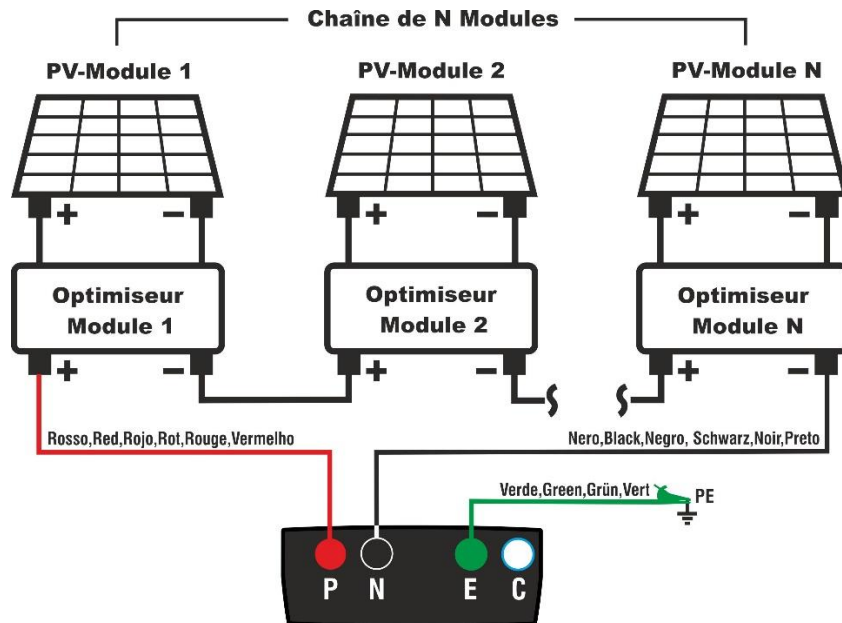 Chaîne de N Modules
PV-Module 1
PV-Module 2
PV-Module N
+ −
+ −
+ −
Optimiseur
Module 1
Optimiseur
Module 2
Optimiseur
Module N
+ −
+ −
+ −
Rosso,Red,Rojo,Rot,Rouge,Vermelho
Nero,Black,Negro, Schwarz,Noir,Preto
Verde,Green,Grün,Vert
PE
P N E C